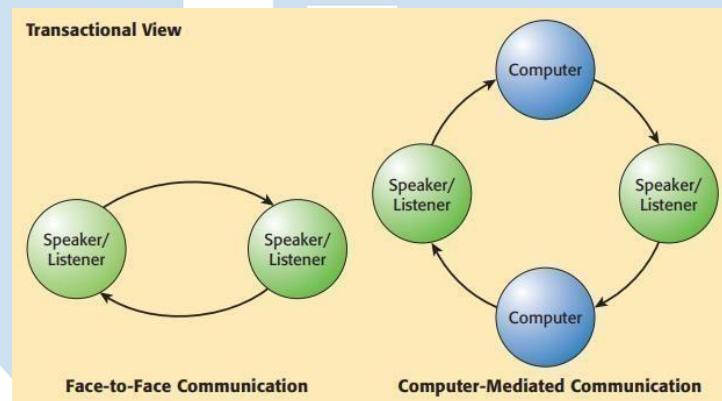 Transactional View
Speaker/
Listener
Speaker/
Listener
Face-to-Face Communication
Computer
Speaker/
Listener
Speaker/
Listener
Computer
Computer-Mediated Communication